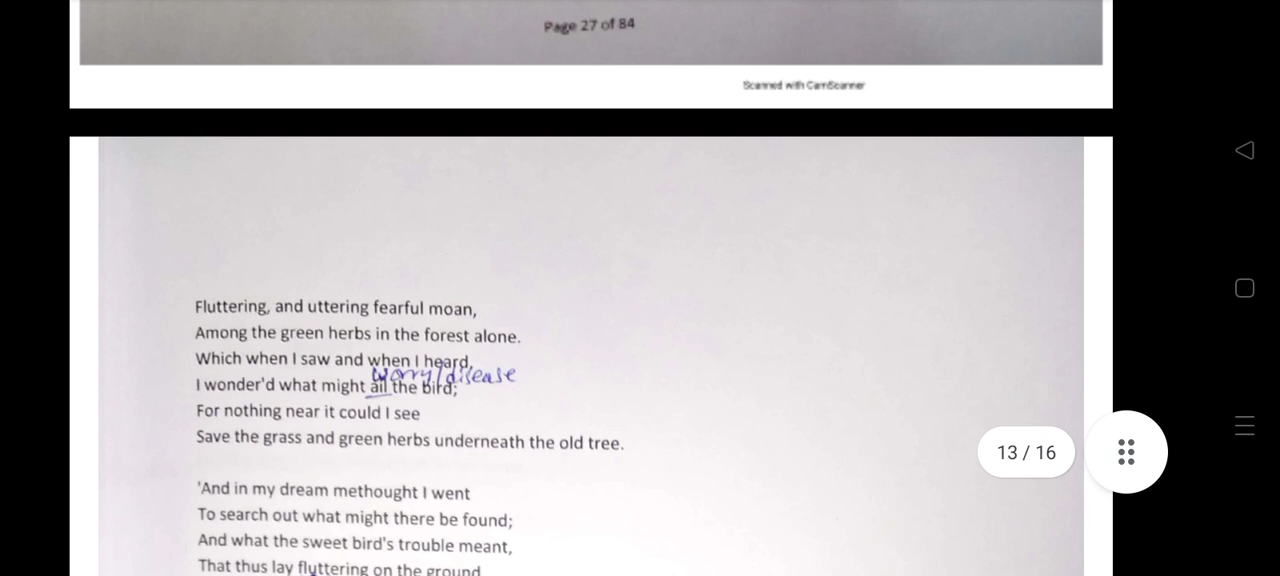 Page 27 of 84
Scanned with CamScanner
Fluttering, and uttering fearful moan,
Among the green herbs in the forest alone.
Which when I saw and when I heard,
worry/disease
I wonder'd what might ail the bird;
For nothing near it could I see
Save the grass and green herbs underneath the old tree.
13 / 16
'And in my dream methought I went
To search out what might there be found;
And what the sweet bird's trouble meant,
That thus lay fluttering on the ground